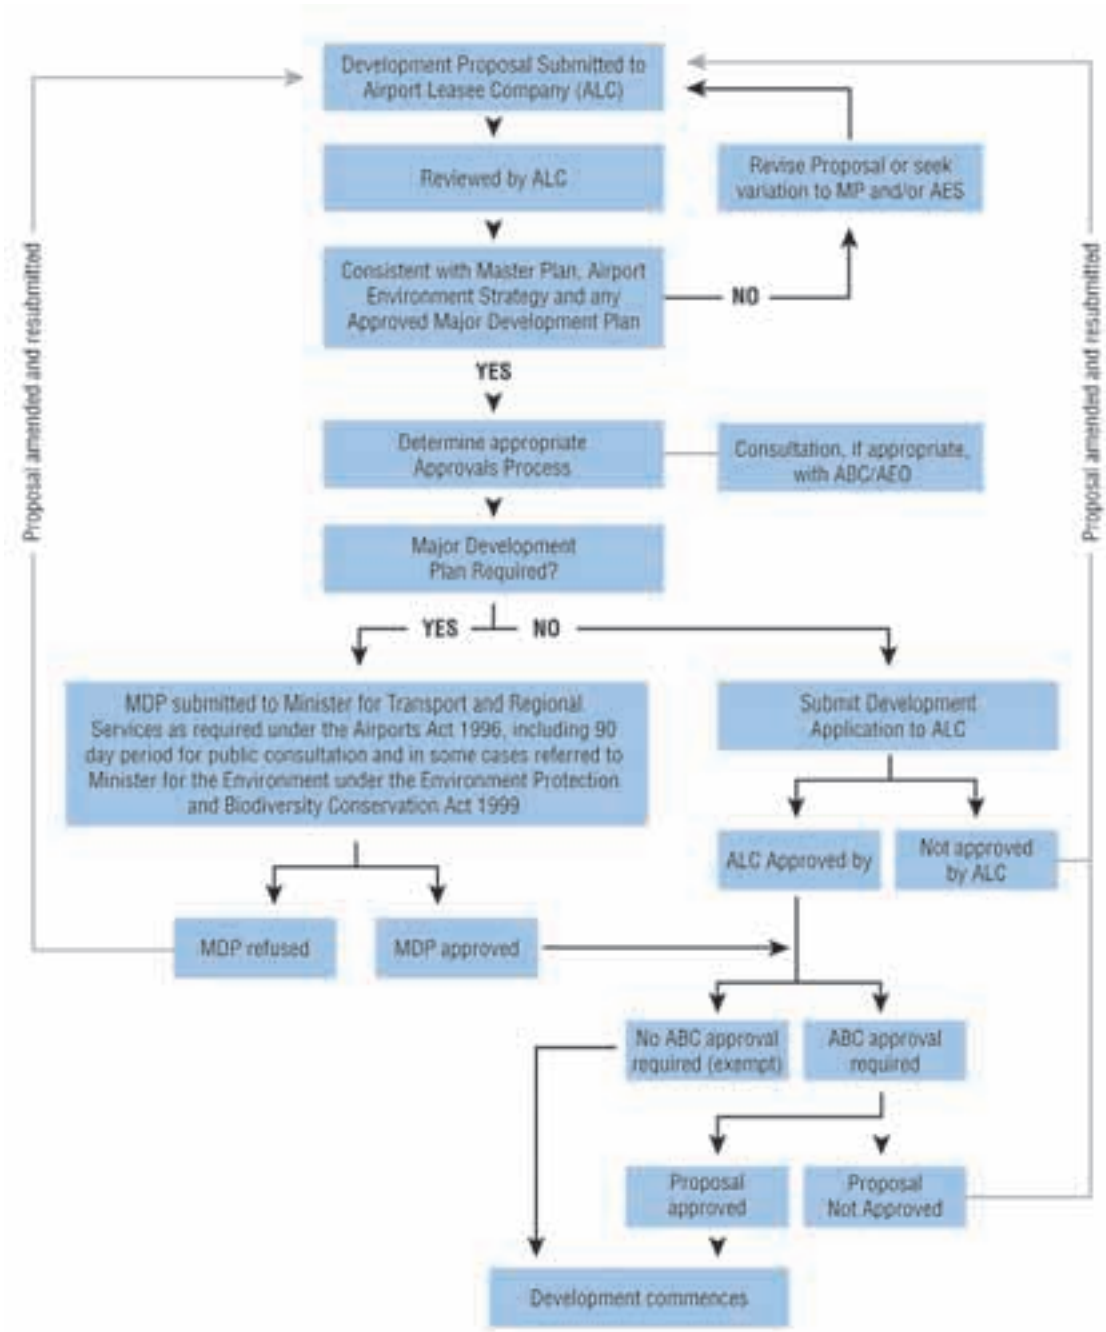 Development Proposal Submitted to
Airport Leasee Company (ALC)
Reviewed by ALC
Revise Proposal or seek
variation to MP and/or AES
Consistent with Master Plan, Airport
Environment Strategy and any
Approved Major Development Plan
NO
YES
Determine appropriate
Approvals Process
Consultation, if appropriate,
with ABC/AEO
Major Development
Plan Required?
YES
NO
MDP submitted to Minister for Transport and Regional
Services as required under the Airports Act 1996, including 90
day period for public consultation and in some cases referred to
Minister for the Environment under the Environment Protection
and Biodiversity Conservation Act 1999
Submit Development
Application to ALC
ALC Approved by
Not approved
by ALC
MDP refused
MDP approved
No ABC approval
required (exempt)
ABC approval
required
Proposal
approved
Proposal
Not Approved
Development commences
Proposal amended and resubmitted
Proposal amended and resubmitted